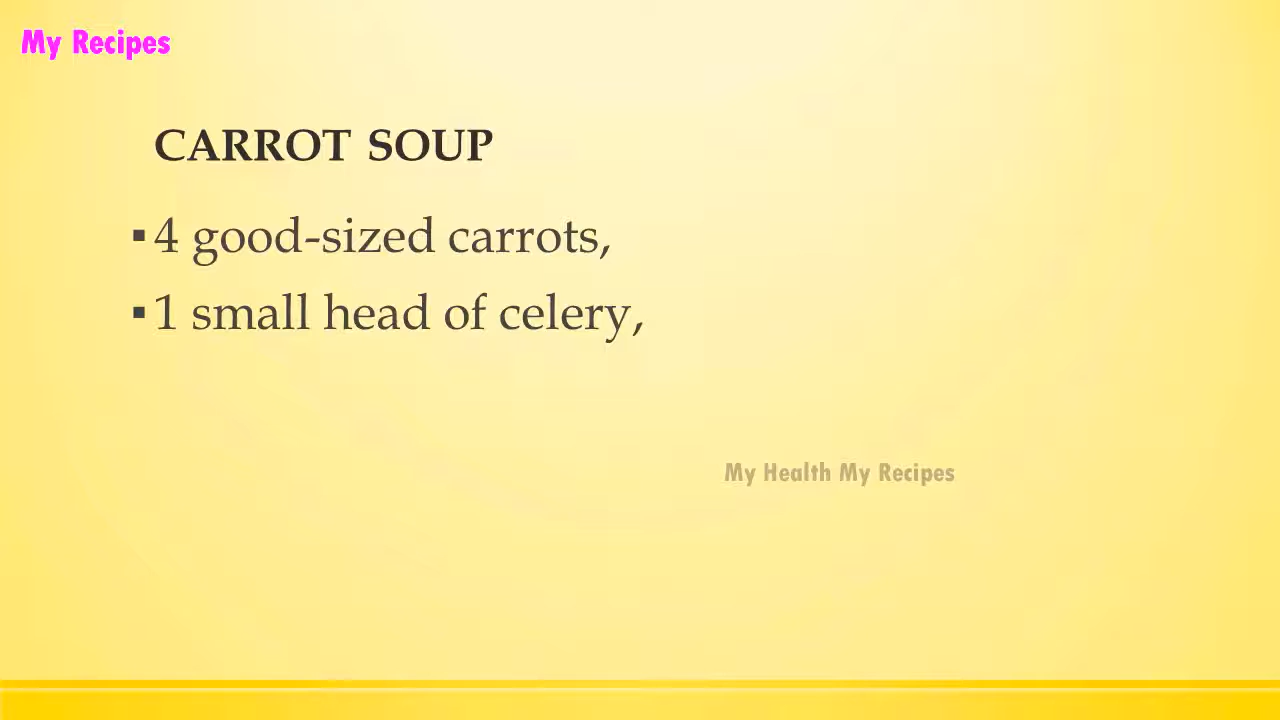 My Recipes
CARROT SOUP
▪ 4 good-sized carrots,
▪ 1 small head of celery,
My Health My Recipes